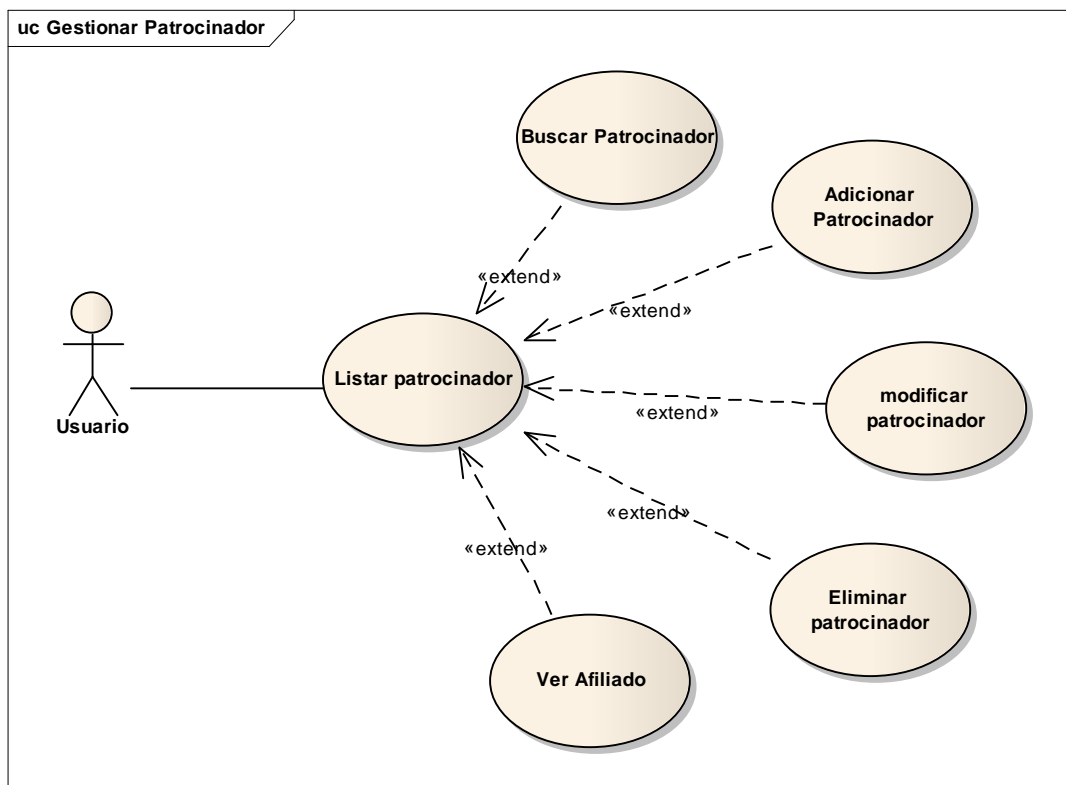 uc Gestionar Patrocinador
Buscar Patrocinador
Adicionar
Patrocinador
«extend»
«extend»
Usuario
Listar patrocinador
modificar
patrocinador
«extend»
«extend»
«extend»
Eliminar
patrocinador
Ver Afiliado